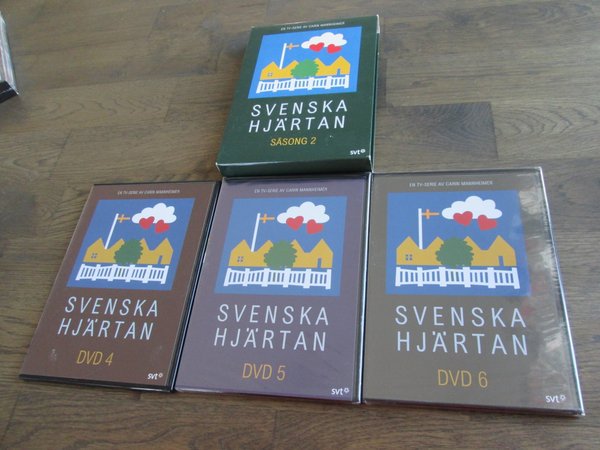 EN TV-SERIE AV CARIN MANNHEIMER
SVENSKA
HJÄRTAN
SÄSONG 2
svt
EN TV-SERIE AV CARIN MANNHEIMER
SVENSKA
HJÄRTAN
DVD 4
svt
EN TV-SERIE AV CARIN MANNHEIMER
SVENSKA
HJÄRTAN
DVD 5
svt
EN TV-SERIE AV CARIN MANNHEIMER
SVENSKA
HJÄRTAN
DVD 6
svt